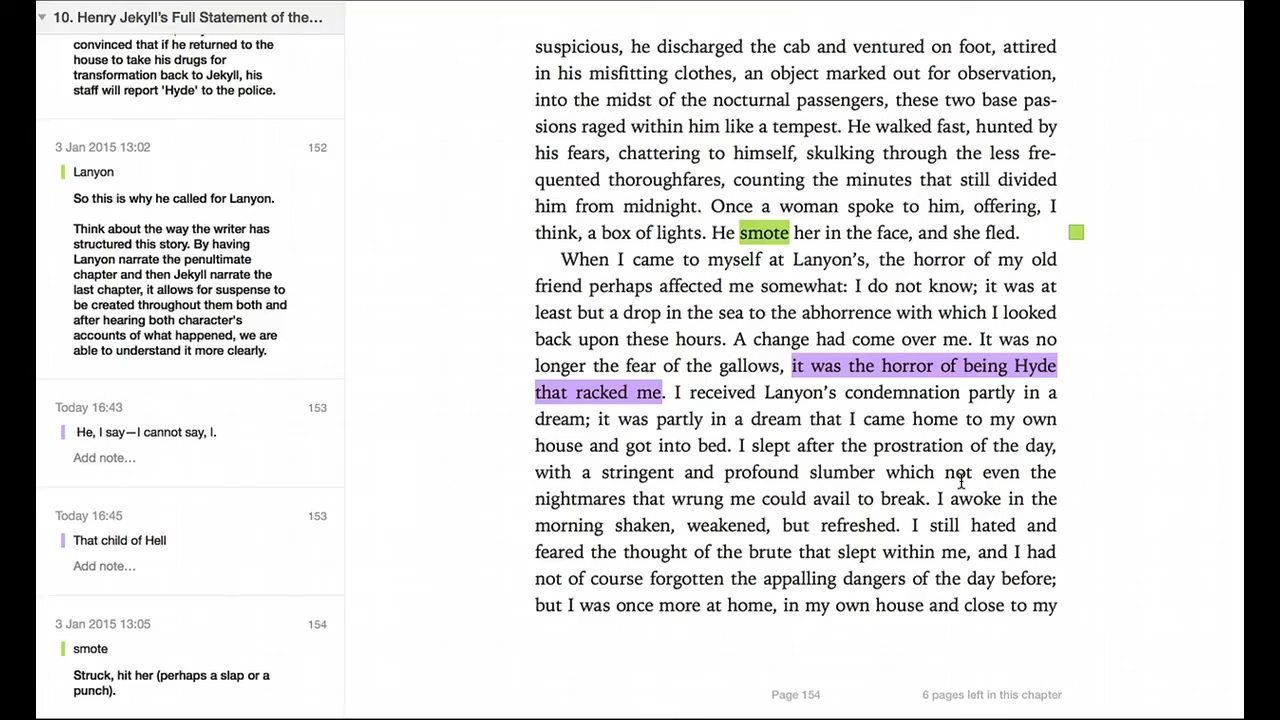 10. Henry Jekyll's Full Statement of the...
convinced that if he returned to the
house to take his drugs for
transformation back to Jekyll, his
staff will report 'Hyde' to the police.
3 Jan 2015 13:02 152
Lanyon
So this is why he called for Lanyon.
Think about the way the writer has
structured this story. By having
Lanyon narrate the penultimate
chapter and then Jekyll narrate the
last chapter, it allows for suspense to
be created throughout them both and
after hearing both character's
accounts of what happened, we are
able to understand it more clearly.
Today 16:43 153
He, I say—I cannot say, I.
Add note...
Today 16:45 153
That child of Hell
Add note...
3 Jan 2015 13:05 154
smote
Struck, hit her (perhaps a slap or a
punch).
suspicious, he discharged the cab and ventured on foot, attired
in his misfitting clothes, an object marked out for observation,
into the midst of the nocturnal passengers, these two base pas-
sions raged within him like a tempest. He walked fast, hunted by
his fears, chattering to himself, skulking through the less fre-
quented thoroughfares, counting the minutes that still divided
him from midnight. Once a woman spoke to him, offering, I
think, a box of lights. He smote her in the face, and she fled.
When I came to myself at Lanyon's, the horror of my old
friend perhaps affected me somewhat: I do not know; it was at
least but a drop in the sea to the abhorrence with which I looked
back upon these hours. A change had come over me. It was no
longer the fear of the gallows, it was the horror of being Hyde
that racked me. I received Lanyon's condemnation partly in a
dream; it was partly in a dream that I came home to my own
house and got into bed. I slept after the prostration of the day,
with a stringent and profound slumber which not even the
nightmares that wrung me could avail to break. I awoke in the
morning shaken, weakened, but refreshed. I still hated and
feared the thought of the brute that slept within me, and I had
not of course forgotten the appalling dangers of the day before;
but I was once more at home, in my own house and close to my
Page 154 6 pages left in this chapter